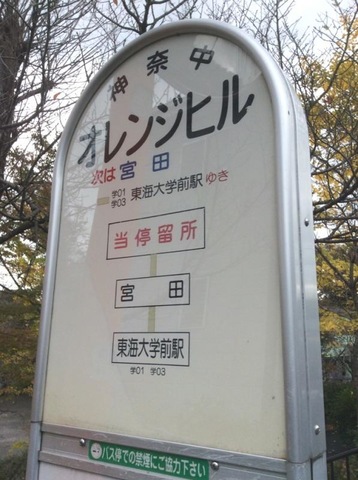 神奈中
オレンジヒル
次は 宮田
学01
学03 東海大学前駅ゆき
当停留所
宮田
東海大学前駅
学01 学03
バス停での禁煙にご協力下さい